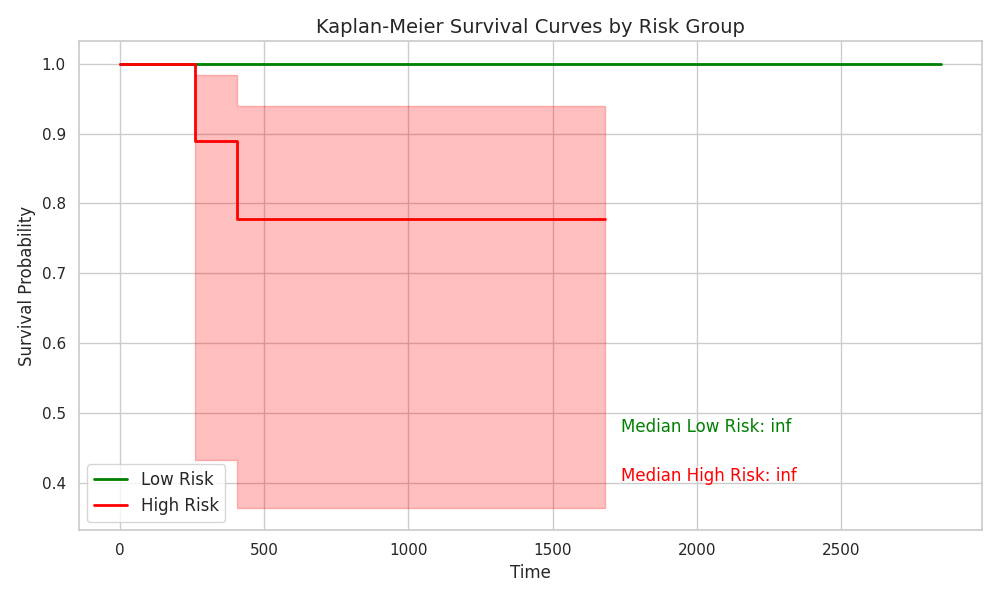 Kaplan-Meier Survival Curves by Risk Group
Survival Probability
1.0
0.9
0.8
0.7
0.6
0.5
0.4
Median Low Risk: inf
Median High Risk: inf
Low Risk
High Risk
0
500
1000
1500
2000
2500
Time